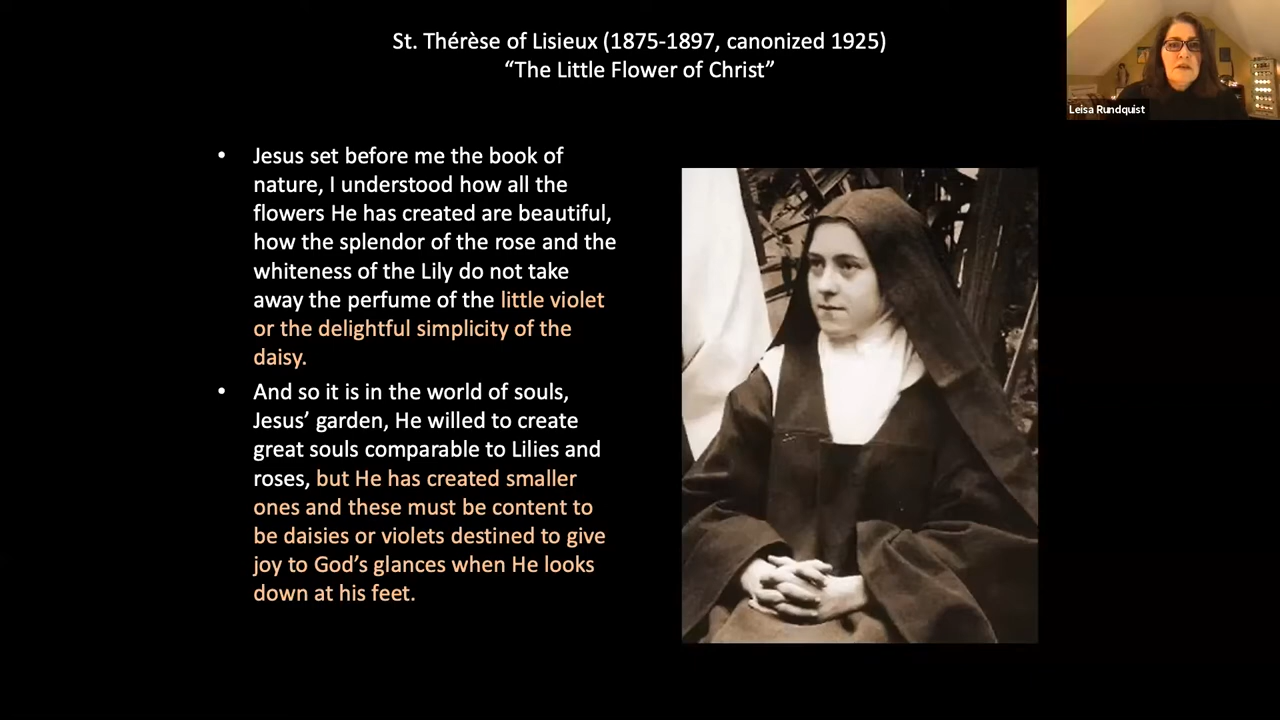 St. Thérèse of Lisieux (1875-1897, canonized 1925)
“The Little Flower of Christ”
Leisa Rundquist
• Jesus set before me the book of
nature, I understood how all the
flowers He has created are beautiful,
how the splendor of the rose and the
whiteness of the Lily do not take
away the perfume of the little violet
or the delightful simplicity of the
daisy.
• And so it is in the world of souls,
Jesus’ garden, He willed to create
great souls comparable to Lilies and
roses, but He has created smaller
ones and these must be content to
be daisies or violets destined to give
joy to God’s glances when He looks
down at his feet.